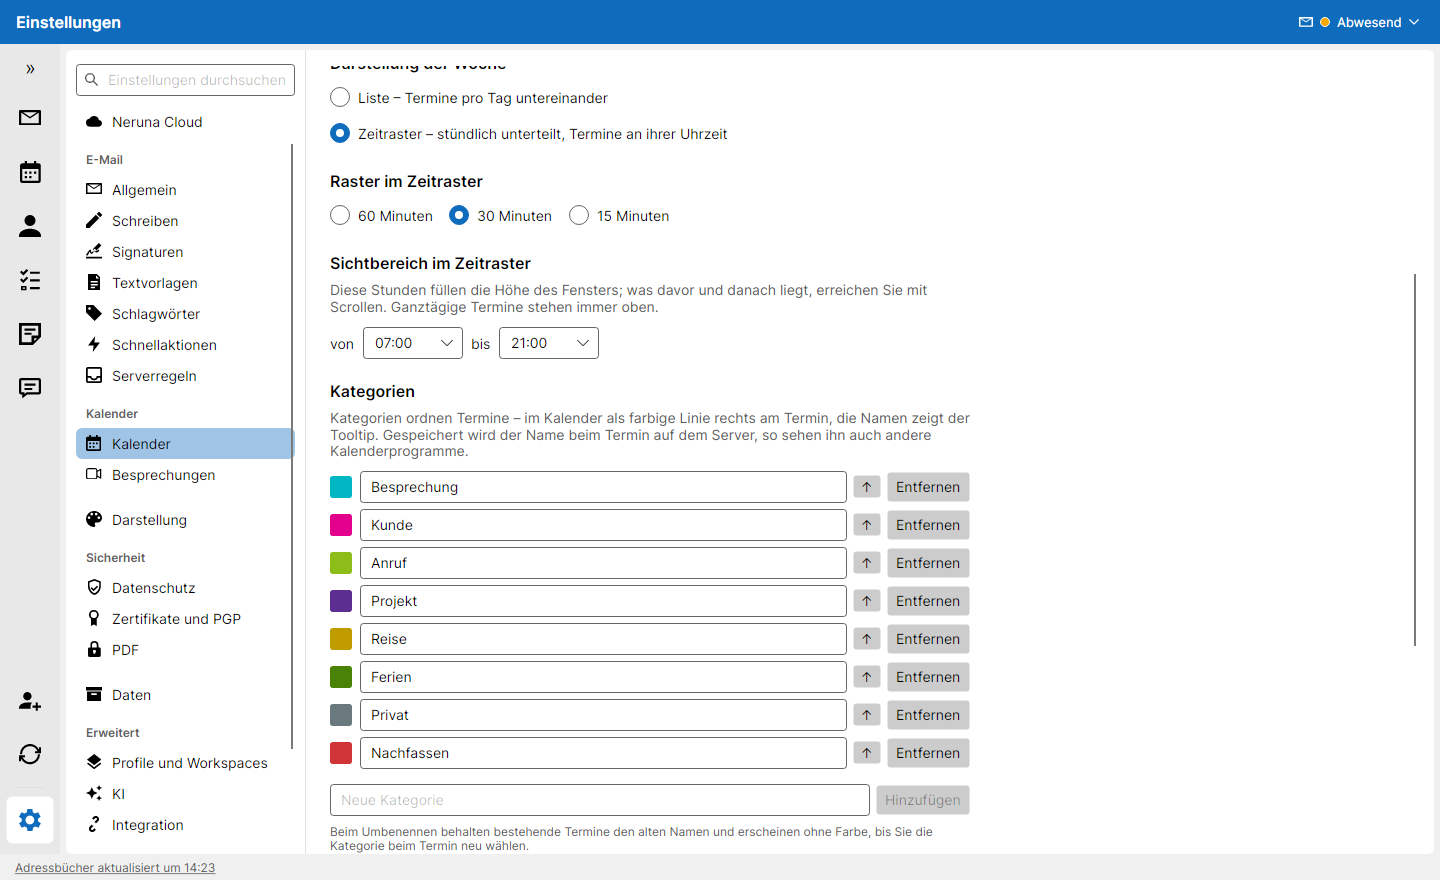 Einstellungen
Abwesend
Einstellungen durchsuchen
Neruna Cloud
E-Mail
Allgemein
Schreiben
Signaturen
Textvorlagen
Schlagwörter
Schnellaktionen
Serverregeln
Kalender
Kalender
Besprechungen
Darstellung
Sicherheit
Datenschutz
Zertifikate und PGP
PDF
Daten
Erweitert
Profile und Workspaces
KI
Integration
Darstellung der Woche
Liste – Termine pro Tag untereinander
Zeitraster – stündlich unterteilt, Termine an ihrer Uhrzeit
Raster im Zeitraster
60 Minuten 30 Minuten 15 Minuten
Sichtbereich im Zeitraster
Diese Stunden füllen die Höhe des Fensters; was davor und danach liegt, erreichen Sie mit
Scrollen. Ganztägige Termine stehen immer oben.
von 07:00 bis 21:00
Kategorien
Kategorien ordnen Termine – im Kalender als farbige Linie rechts am Termin, die Namen zeigt der
Tooltip. Gespeichert wird der Name beim Termin auf dem Server, so sehen ihn auch andere
Kalenderprogramme.
Besprechung ↑ Entfernen
Kunde ↑ Entfernen
Anruf ↑ Entfernen
Projekt ↑ Entfernen
Reise ↑ Entfernen
Ferien ↑ Entfernen
Privat ↑ Entfernen
Nachfassen ↑ Entfernen
Neue Kategorie Hinzufügen
Beim Umbenennen behalten bestehende Termine den alten Namen und erscheinen ohne Farbe, bis Sie die
Kategorie beim Termin neu wählen.
Adressbücher aktualisiert um 14:23